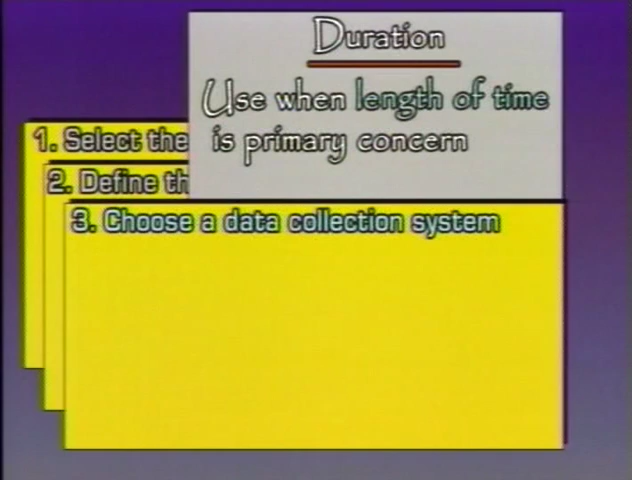 Duration
Use when length of time
is primary concern
1. Select the
2. Define th
3. Choose a data collection system